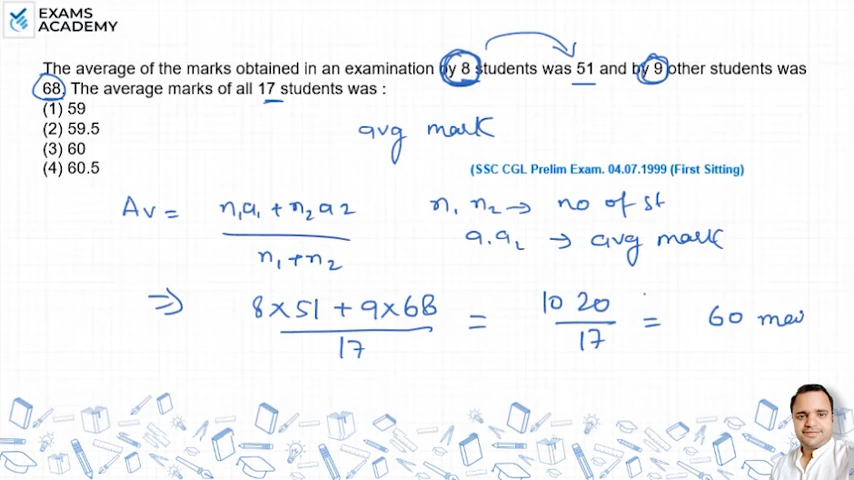 EXAMS
ACADEMY
The average of the marks obtained in an examination by 8 students was 51 and by 9 other students was
68. The average marks of all 17 students was :
(1) 59
(2) 59.5
(3) 60
(4) 60.5
avg mark
(SSC CGL Prelim Exam. 04.07.1999 (First Sitting)
Av = n₁a₁ + n₂a2 / n₁+n₂
n, n₂ → no of st
a. a₂ → avg mark
⇒ 8×51 + 9×68 / 17 = 1020 / 17 = 60